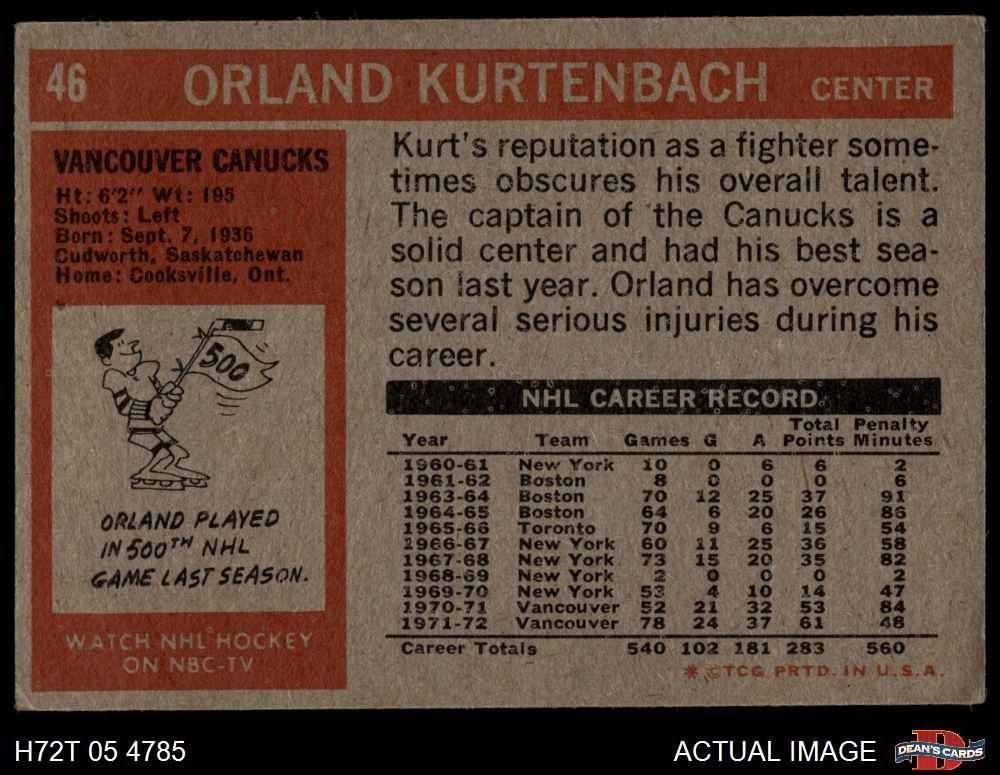 46 ORLAND KURTENBACH CENTER
VANCOUVER CANUCKS
Ht: 6'2" Wt: 195
Shoots: Left
Born: Sept. 7, 1936
Cudworth, Saskatchewan
Home: Cooksville, Ont.
500
ORLAND PLAYED
IN 500TH NHL
GAME LAST SEASON.
WATCH NHL HOCKEY
ON NBC-TV
Kurt's reputation as a fighter some-
times obscures his overall talent.
The captain of the Canucks is a
solid center and had his best sea-
son last year. Orland has overcome
several serious injuries during his
career.
NHL CAREER RECORD
Year Team Games G A Total Points Penalty Minutes
1960-61 New York 10 0 6 6 2
1961-62 Boston 8 0 0 0 6
1963-64 Boston 70 12 25 37 91
1964-65 Boston 64 6 20 26 86
1965-66 Toronto 70 9 6 15 54
1966-67 New York 60 11 25 36 58
1967-68 New York 73 15 20 35 82
1968-69 New York 2 0 0 0 2
1969-70 New York 53 4 10 14 47
1970-71 Vancouver 52 21 32 53 84
1971-72 Vancouver 78 24 37 61 48
Career Totals 540 102 181 283 560
* ©TCG PRTD. IN U.S.A.
H72T 05 4785 ACTUAL IMAGE D DEAN'S CARDS